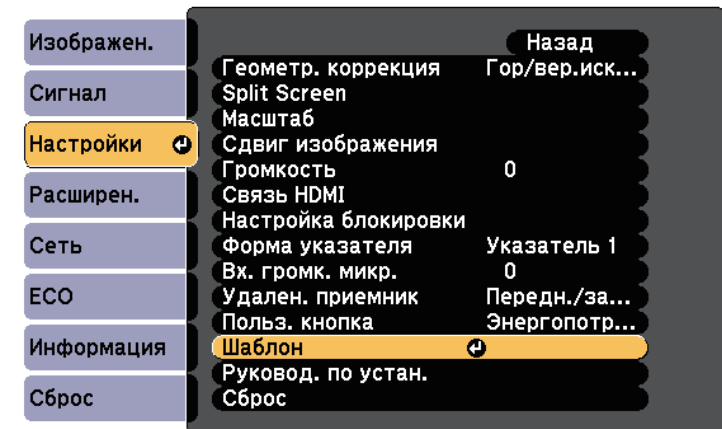 Изображен.
Сигнал
Настройки
Расширен.
Сеть
ECO
Информация
Сброс
Назад
Геометр. коррекция Гор/вер.иск...
Split Screen
Масштаб
Сдвиг изображения
Громкость 0
Связь HDMI
Настройка блокировки
Форма указателя Указатель 1
Вх. громк. микр. 0
Удален. приемник Передн./за...
Польз. кнопка Энергопотр...
Шаблон
Руковод. по устан.
Сброс